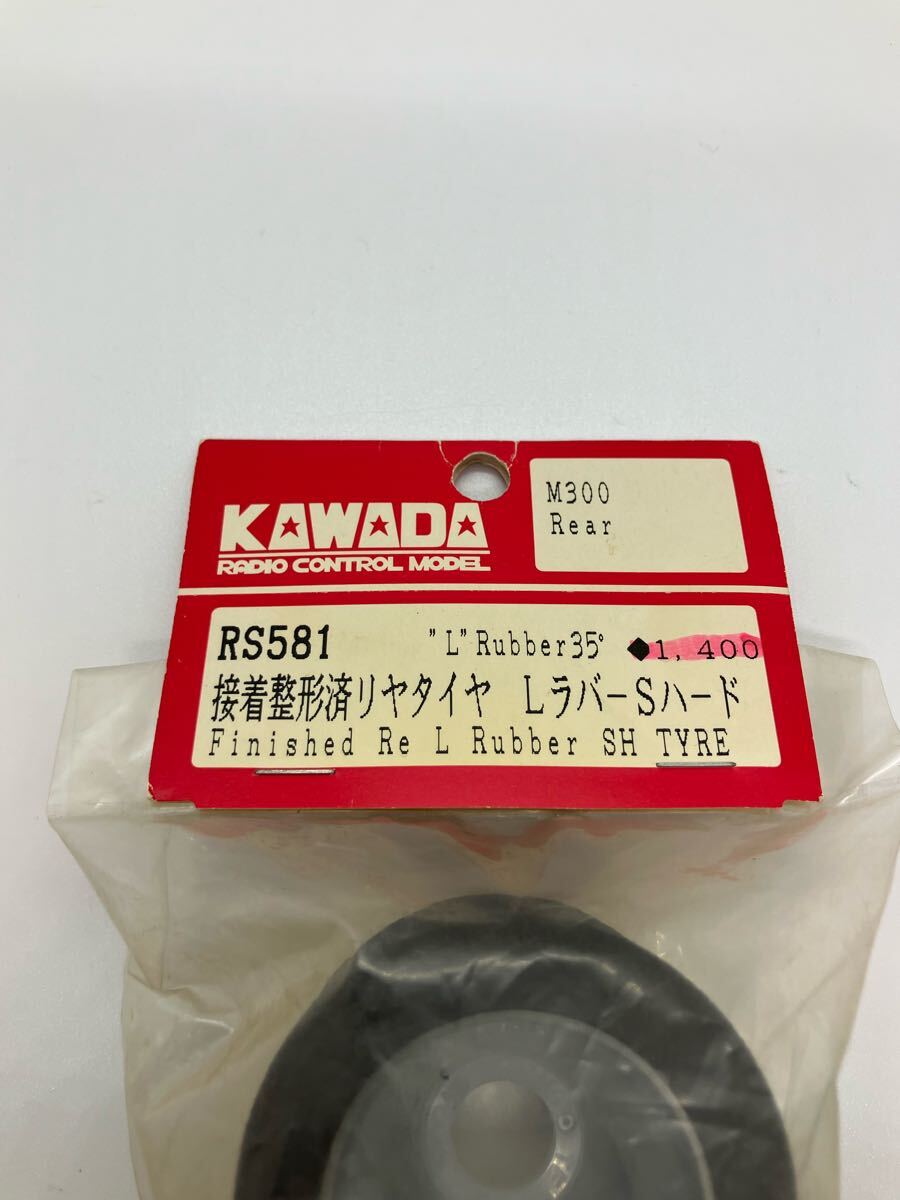 KAWADA
RADIO CONTROL MODEL
M300
Rear
RS581 "L"Rubber35° ◆1,400
接着整形済リヤタイヤ LラバーSハード
Finished Re L Rubber SH TYRE